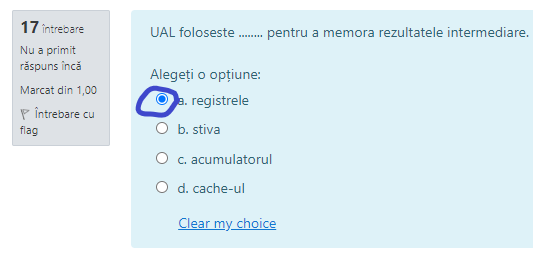 17 întrebare
Nu a primit
răspuns încă
Marcat din 1,00
Întrebare cu
flag
UAL foloseste ........ pentru a memora rezultatele intermediare.
Alegeți o opțiune:
a. registrele
b. stiva
c. acumulatorul
d. cache-ul
Clear my choice